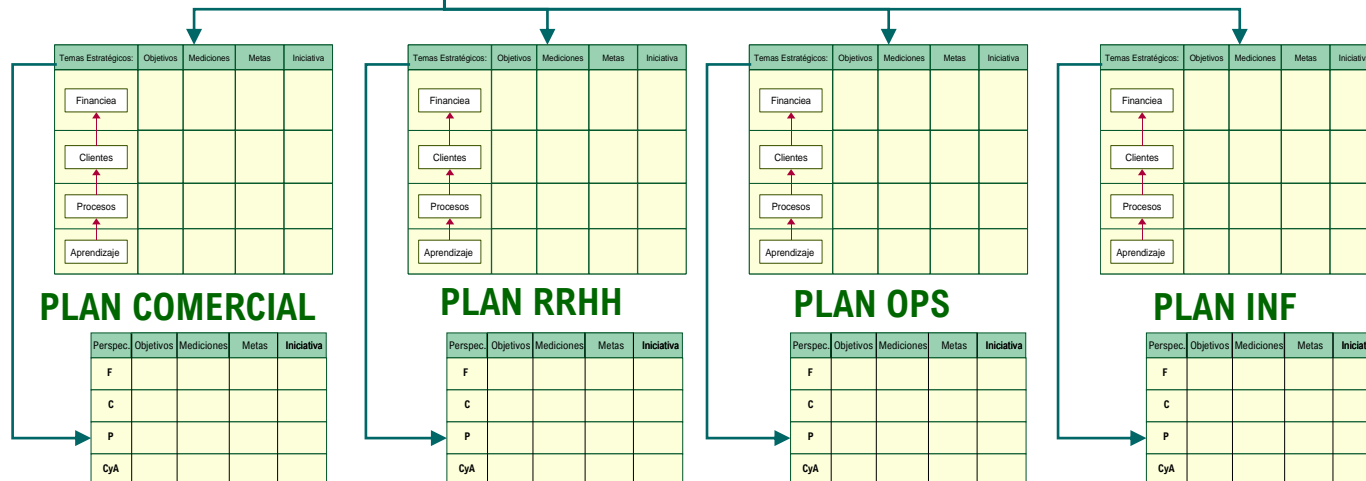 Temas Estratégicos: Objetivos Mediciones Metas Iniciativa
Financiea
Clientes
Procesos
Aprendizaje
PLAN COMERCIAL
Perspec. Objetivos Mediciones Metas Iniciativa
F
C
P
CyA
Temas Estratégicos: Objetivos Mediciones Metas Iniciativa
Financiea
Clientes
Procesos
Aprendizaje
PLAN RRHH
Perspec. Objetivos Mediciones Metas Iniciativa
F
C
P
CyA
Temas Estratégicos: Objetivos Mediciones Metas Iniciativa
Financiea
Clientes
Procesos
Aprendizaje
PLAN OPS
Perspec. Objetivos Mediciones Metas Iniciativa
F
C
P
CyA
Temas Estratégicos: Objetivos Mediciones Metas Iniciativ
Financiea
Clientes
Procesos
Aprendizaje
PLAN INF
Perspec. Objetivos Mediciones Metas Iniciat
F
C
P
CyA